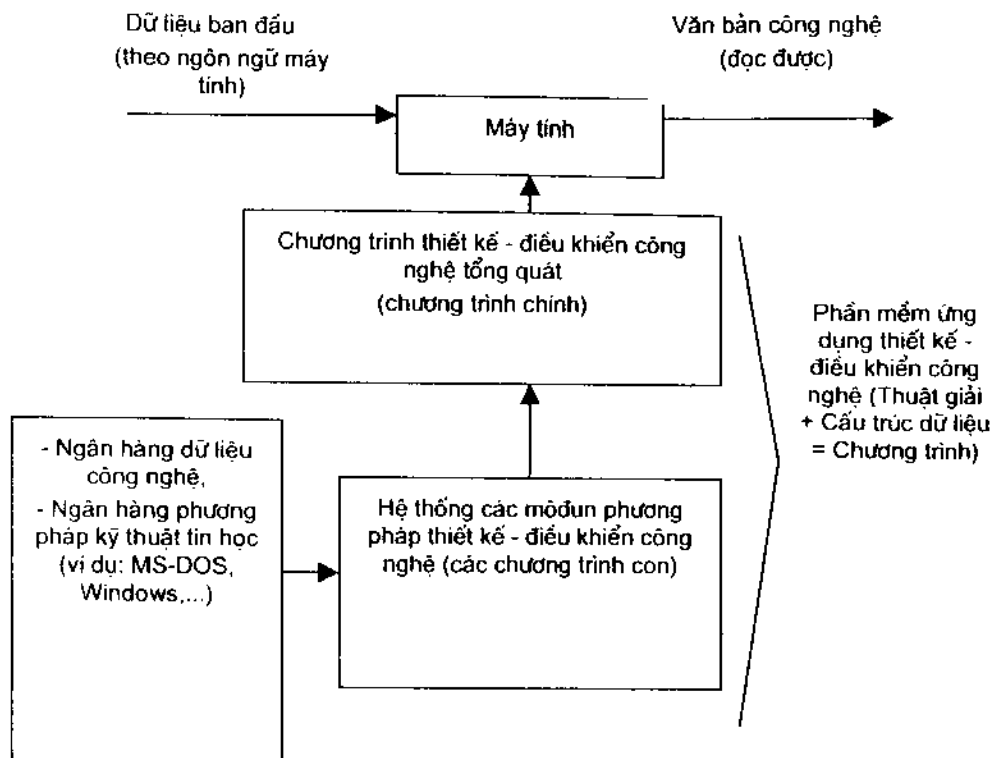 Dữ liệu ban đầu
(theo ngôn ngữ máy
tính)
Văn bản công nghệ
(đọc được)
Máy tính
Chương trình thiết kế - điều khiển công
nghệ tổng quát
(chương trình chính)
Phần mềm ứng
dụng thiết kế -
điều khiển công
nghệ (Thuật giải
+ Cấu trúc dữ liệu
= Chương trình)
- Ngân hàng dữ liệu
công nghệ,
- Ngân hàng phương
pháp kỹ thuật tin học
(ví dụ: MS-DOS,
Windows,...)
Hệ thống các môđun phương
pháp thiết kế - điều khiển công
nghệ (các chương trình con)